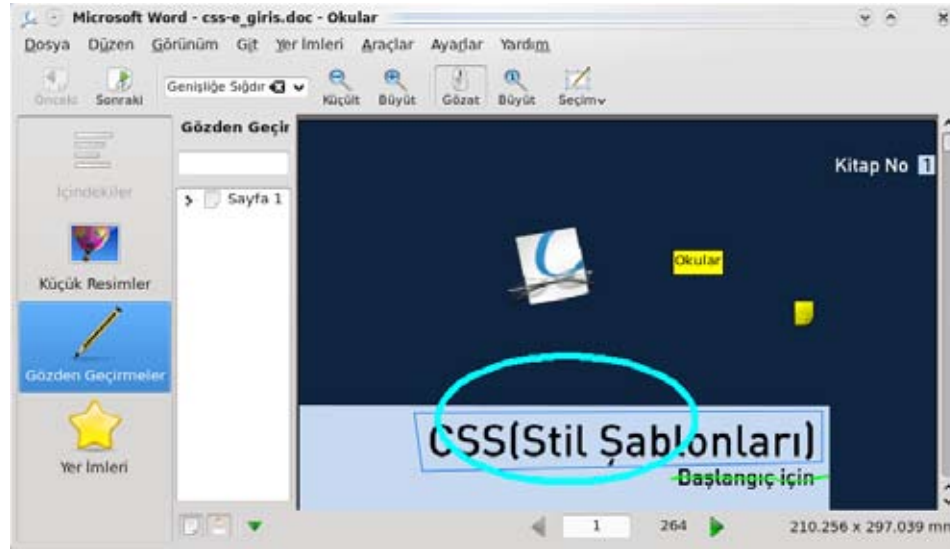 Microsoft Word - css-e_giris.doc - Okular
Dosya Düzen Görünüm Git Yer İmleri Araçlar Ayarlar Yardım
Önceki Sonraki Genişliğe Sığdır Küçült Büyüt Gözat Büyüt Seçim
Gözden Geçir
İçindekiler
Sayfa 1
Küçük Resimler
Gözden Geçirmeler
Yer İmleri
Kitap No 1
Okular
CSS(Stil Şablonları)
Başlangıç için
1 264 210.256 x 297.039 mm